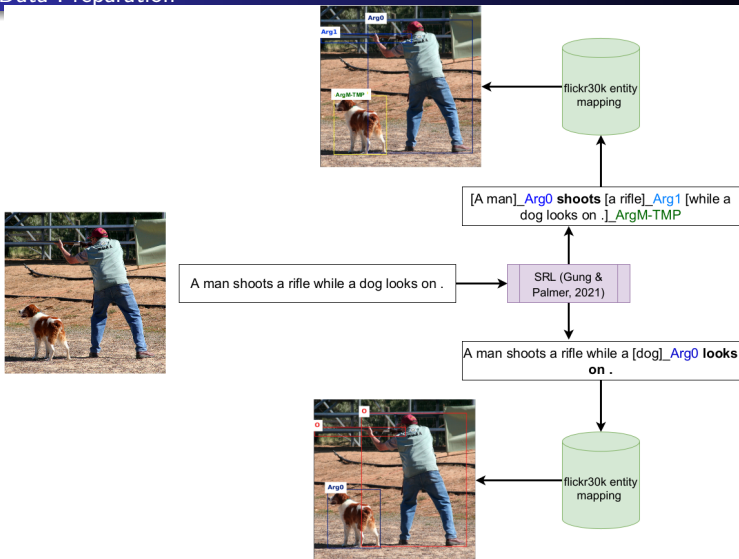 Data Preparation
Arg0
Arg1
ArgM-TMP
flickr30k entity
mapping
[A man]_Arg0 shoots [a rifle]_Arg1 [while a
dog looks on .]_ArgM-TMP
A man shoots a rifle while a dog looks on .
SRL (Gung &
Palmer, 2021)
A man shoots a rifle while a [dog]_Arg0 looks
on .
O
O
Arg0
flickr30k entity
mapping